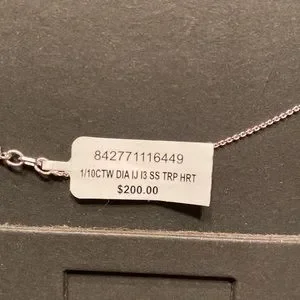 842771116449
1/10CTW DIA IJ I3 SS TRP HRT
$200.00